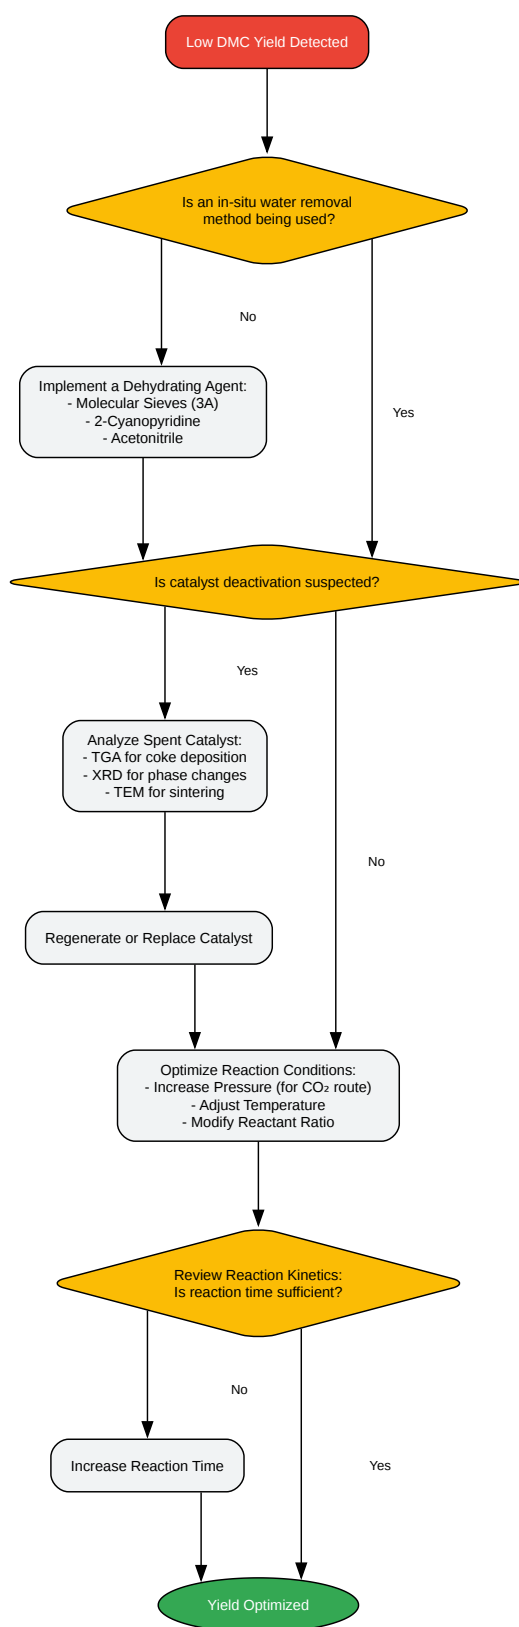 Low DMC Yield Detected
Is an in-situ water removal
method being used?
No
Implement a Dehydrating Agent:
- Molecular Sieves (3A)
- 2-Cyanopyridine
- Acetonitrile
Yes
Is catalyst deactivation suspected?
Yes
Analyze Spent Catalyst:
- TGA for coke deposition
- XRD for phase changes
- TEM for sintering
No
Regenerate or Replace Catalyst
Optimize Reaction Conditions:
- Increase Pressure (for CO₂ route)
- Adjust Temperature
- Modify Reactant Ratio
Review Reaction Kinetics:
Is reaction time sufficient?
No
Increase Reaction Time
Yes
Yield Optimized